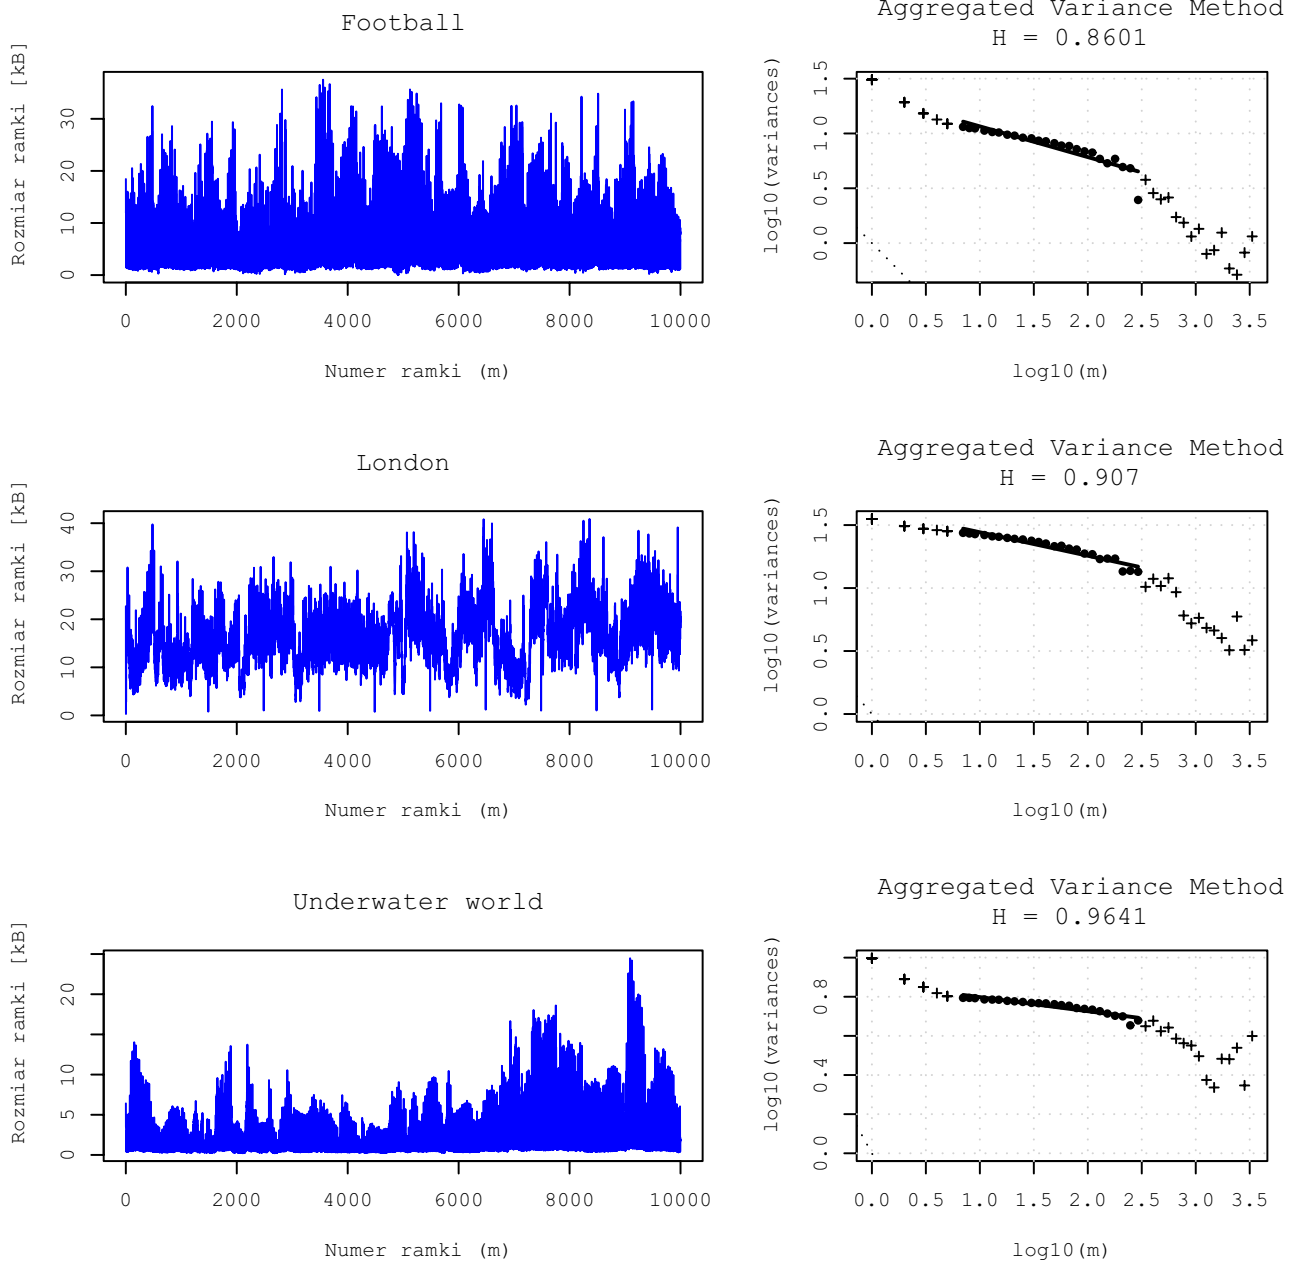 Football
Rozmiar ramki [kB]
30
20
10
0
0 2000 4000 6000 8000 10000
Numer ramki (m)
Aggregated Variance Method
H = 0.8601
log10(variances)
1.5
1.0
0.5
0.0
0.0 0.5 1.0 1.5 2.0 2.5 3.0 3.5
log10(m)
London
Rozmiar ramki [kB]
40
30
20
10
0
0 2000 4000 6000 8000 10000
Numer ramki (m)
Aggregated Variance Method
H = 0.907
log10(variances)
1.5
1.0
0.5
0.0
0.0 0.5 1.0 1.5 2.0 2.5 3.0 3.5
log10(m)
Underwater world
Rozmiar ramki [kB]
20
10
5
0
0 2000 4000 6000 8000 10000
Numer ramki (m)
Aggregated Variance Method
H = 0.9641
log10(variances)
0.8
0.4
0.0
0.0 0.5 1.0 1.5 2.0 2.5 3.0 3.5
log10(m)